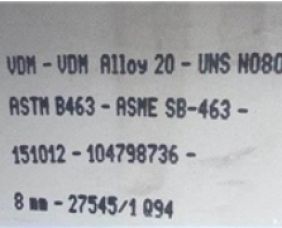 VDM - VDM Alloy 20 - UNS N080
ASTM B463 - ASME SB-463 -
151012 - 104798736 -
8 mm - 27545/1 Q94